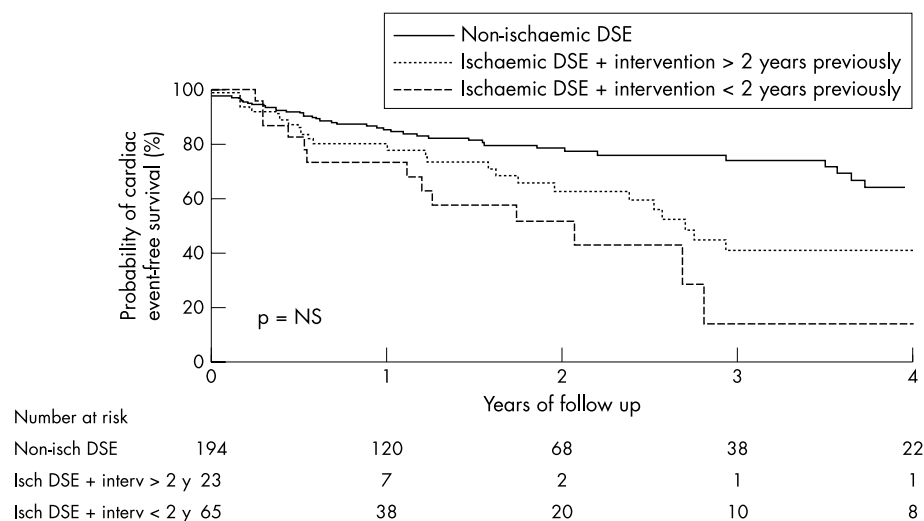 Non-ischaemic DSE
Ischaemic DSE + intervention > 2 years previously
Ischaemic DSE + intervention < 2 years previously
Probability of cardiac
event-free survival (%)
100
80
60
40
20
0
p = NS
0 1 2 3 4
Years of follow up
Number at risk
Non-isch DSE 194 120 68 38 22
Isch DSE + interv > 2 y 23 7 2 1 1
Isch DSE + interv < 2 y 65 38 20 10 8